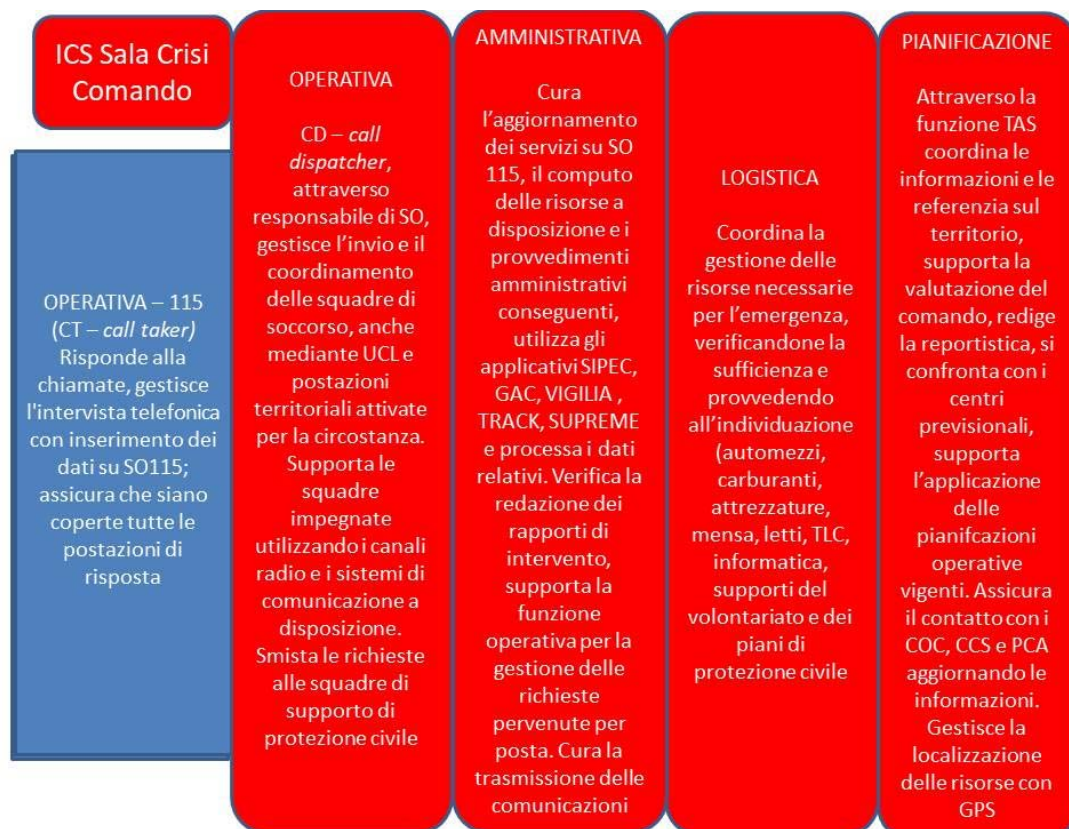 ICS Sala Crisi
Comando
OPERATIVA – 115
(CT – call taker)
Risponde alla
chiamate, gestisce
l'intervista telefonica
con inserimento dei
dati su SO115;
assicura che siano
coperte tutte le
postazioni di
risposta
OPERATIVA
CD – call
dispatcher,
attraverso
responsabile di SO,
gestisce l’invio e il
coordinamento
delle squadre di
soccorso, anche
mediante UCL e
postazioni
territoriali attivate
per la circostanza.
Supporta le
squadre
impegnate
utilizzando i canali
radio e i sistemi di
comunicazione a
disposizione.
Smista le richieste
alle squadre di
supporto di
protezione civile
AMMINISTRATIVA
Cura
l’aggiornamento
dei servizi su SO
115, il computo
delle risorse a
disposizione e i
provvedimenti
amministrativi
conseguenti,
utilizza gli
applicativi SIPEC,
GAC, VIGILIA ,
TRACK, SUPREME
e processa i dati
relativi. Verifica la
redazione dei
rapporti di
intervento,
supporta la
funzione
operativa per la
gestione delle
richieste
pervenute per
posta. Cura la
trasmissione delle
comunicazioni
LOGISTICA
Coordina la
gestione delle
risorse necessarie
per l’emergenza,
verificandone la
sufficienza e
provvedendo
all’individuazione
(automezzi,
carburanti,
attrezzature,
mensa, letti, TLC,
informatica,
supporti del
volontariato e dei
piani di
protezione civile
PIANIFICAZIONE
Attraverso la
funzione TAS
coordina le
informazioni e le
referenzia sul
territorio,
supporta la
valutazione del
comando, redige
la reportistica, si
confronta con i
centri
previsionali,
supporta
l’applicazione
delle
pianifcazioni
operative
vigenti. Assicura
il contatto con i
COC, CCS e PCA
aggiornando le
informazioni.
Gestisce la
localizzazione
delle risorse con
GPS